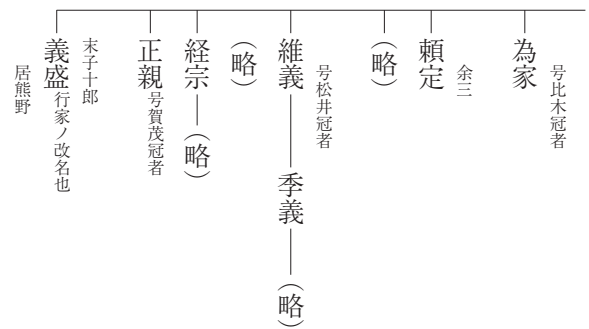 号比木冠者
為家
余三
頼定
(略)
号松井冠者
維義―季義―(略)
(略)
経宗―(略)
正親号賀茂冠者
末子十郎
義盛行家ノ改名也
居熊野